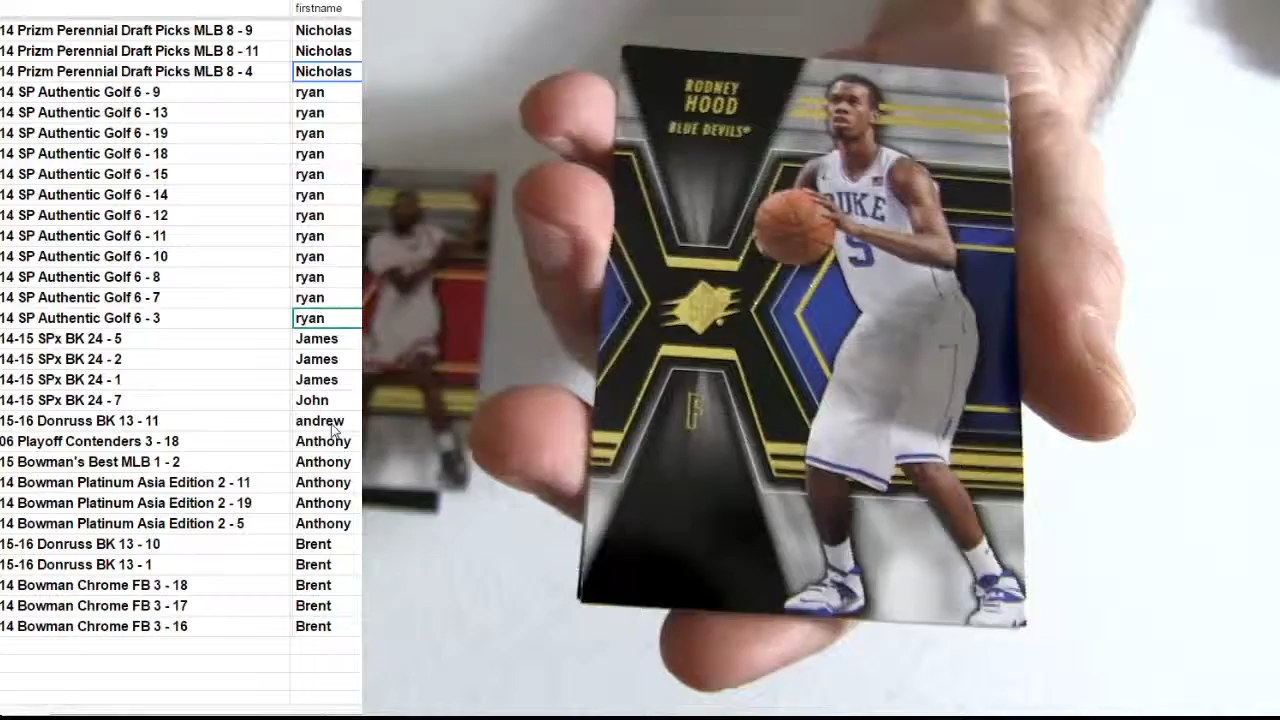 firstname
14 Prizm Perennial Draft Picks MLB 8 - 9 Nicholas
14 Prizm Perennial Draft Picks MLB 8 - 11 Nicholas
14 Prizm Perennial Draft Picks MLB 8 - 4 Nicholas
14 SP Authentic Golf 6 - 9 ryan
14 SP Authentic Golf 6 - 13 ryan
14 SP Authentic Golf 6 - 19 ryan
14 SP Authentic Golf 6 - 18 ryan
14 SP Authentic Golf 6 - 15 ryan
14 SP Authentic Golf 6 - 14 ryan
14 SP Authentic Golf 6 - 12 ryan
14 SP Authentic Golf 6 - 11 ryan
14 SP Authentic Golf 6 - 10 ryan
14 SP Authentic Golf 6 - 8 ryan
14 SP Authentic Golf 6 - 7 ryan
14 SP Authentic Golf 6 - 3 ryan
14-15 SPx BK 24 - 5 James
14-15 SPx BK 24 - 2 James
14-15 SPx BK 24 - 1 James
14-15 SPx BK 24 - 7 John
15-16 Donruss BK 13 - 11 andrew
06 Playoff Contenders 3 - 18 Anthony
15 Bowman's Best MLB 1 - 2 Anthony
14 Bowman Platinum Asia Edition 2 - 11 Anthony
14 Bowman Platinum Asia Edition 2 - 19 Anthony
14 Bowman Platinum Asia Edition 2 - 5 Anthony
15-16 Donruss BK 13 - 10 Brent
15-16 Donruss BK 13 - 1 Brent
14 Bowman Chrome FB 3 - 18 Brent
14 Bowman Chrome FB 3 - 17 Brent
14 Bowman Chrome FB 3 - 16 Brent
RODNEY
HOOD
BLUE DEVILS®
DUKE
5
SPx
F